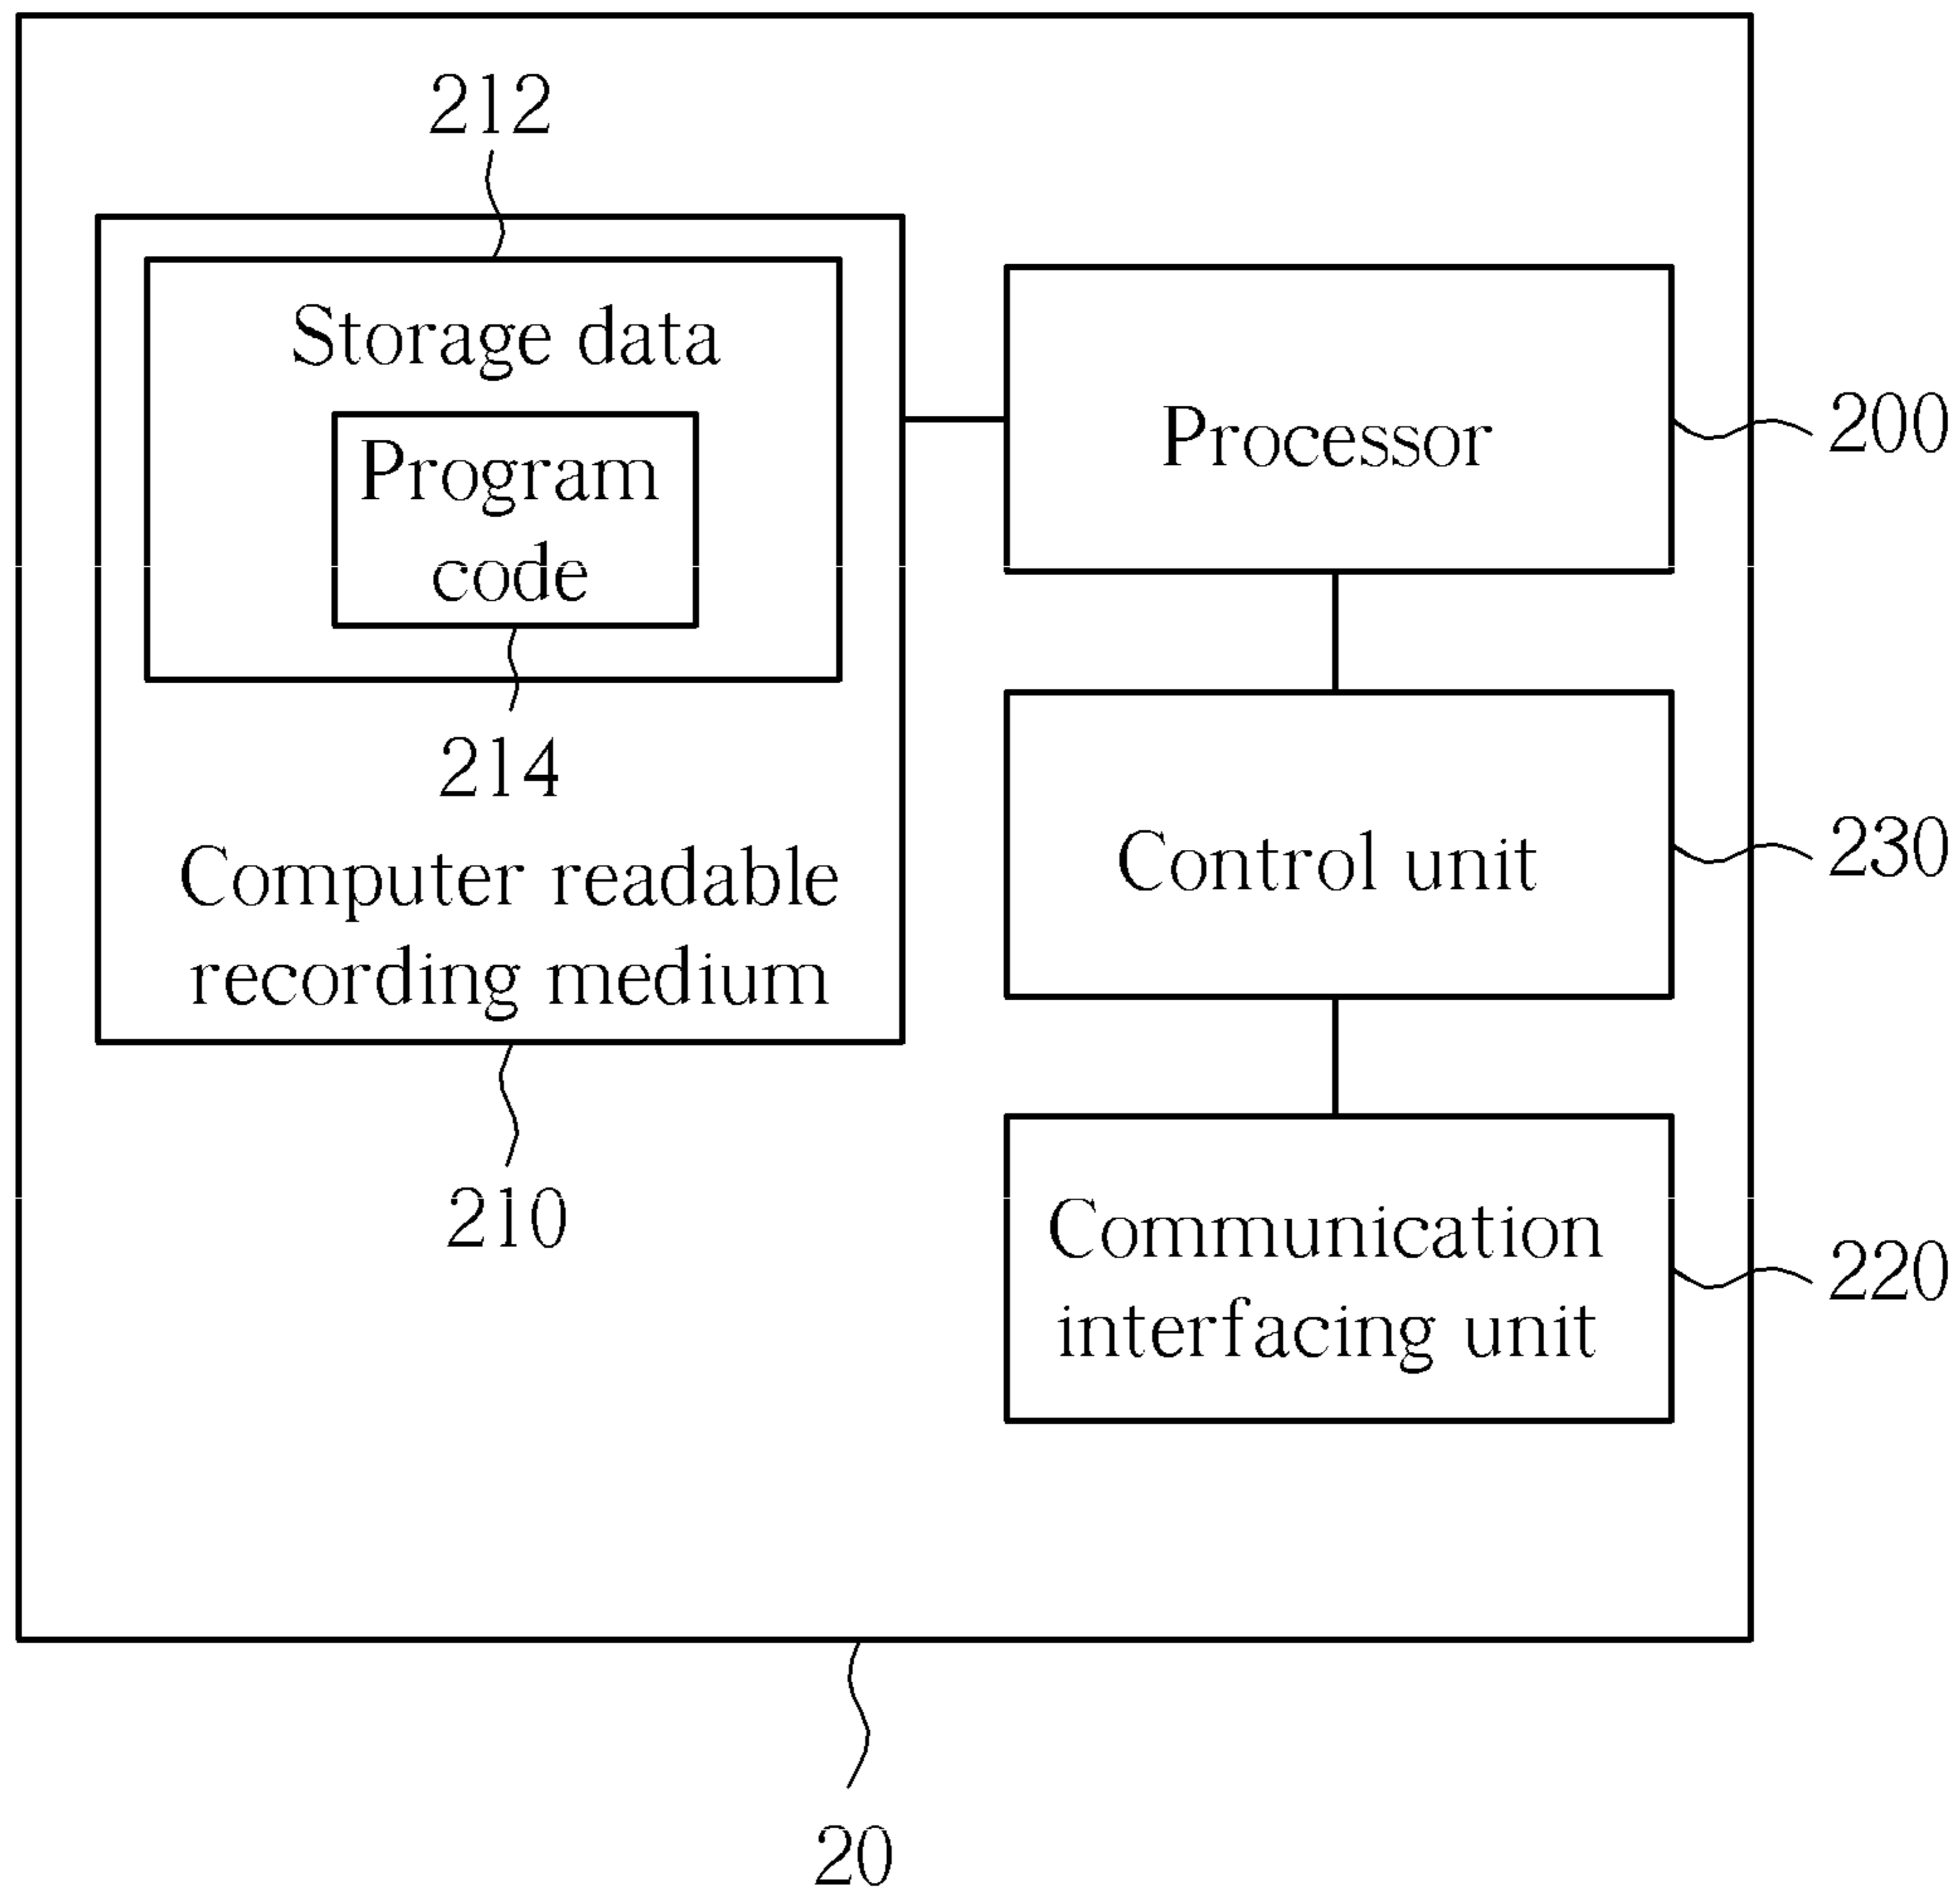 212
Storage data
Program
code
214
Computer readable
recording medium
210
Processor
200
Control unit
230
Communication
interfacing unit
220
20